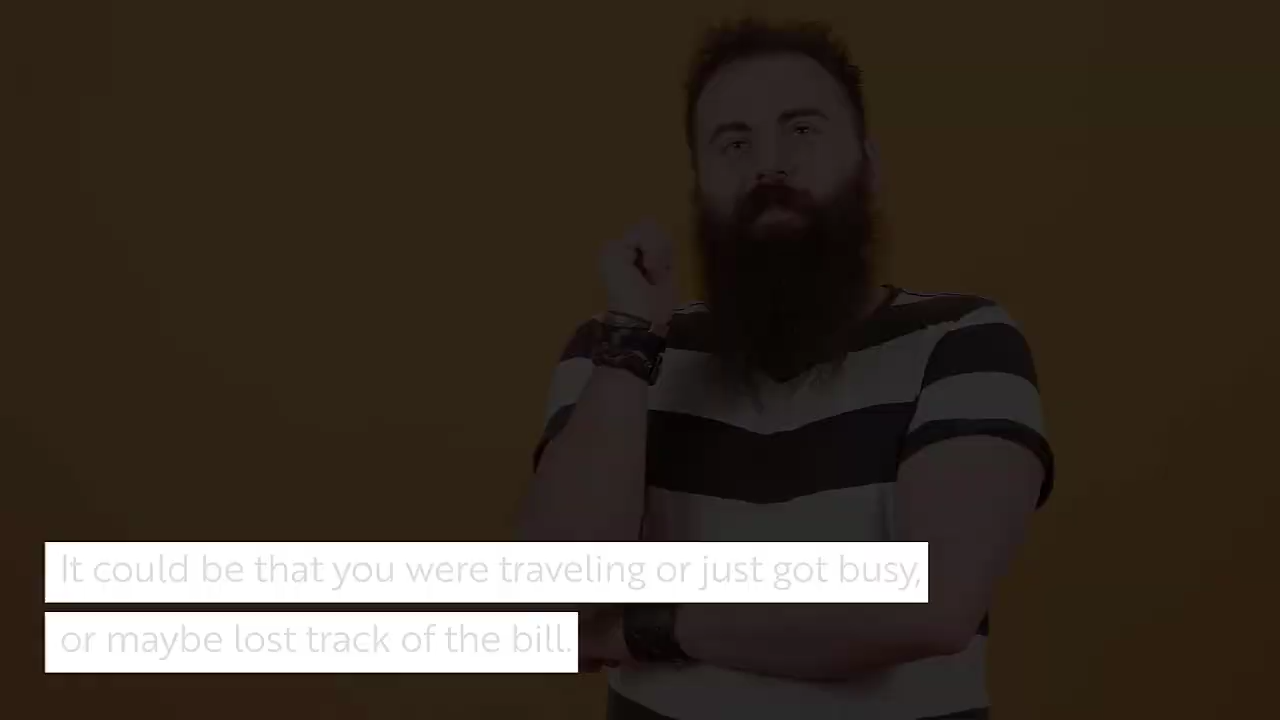 It could be that you were traveling or just got busy,
or maybe lost track of the bill.